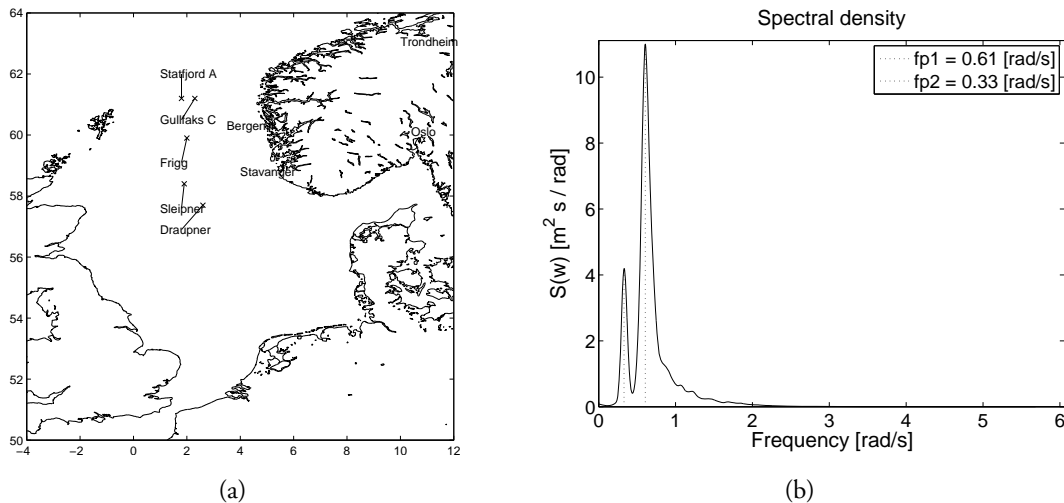 64
62
60
58
56
54
52
50
−4
−2
0
2
4
6
8
10
12
Trondheim
Statfjord A
Gullfaks C
Bergen
Oslo
Frigg
Stavanger
Sleipner
Draupner
(a)
Spectral density
fp1 = 0.61 [rad/s]
fp2 = 0.33 [rad/s]
10
8
6
4
2
0
S(w) [m² s / rad]
0
1
2
3
4
5
6
Frequency [rad/s]
(b)